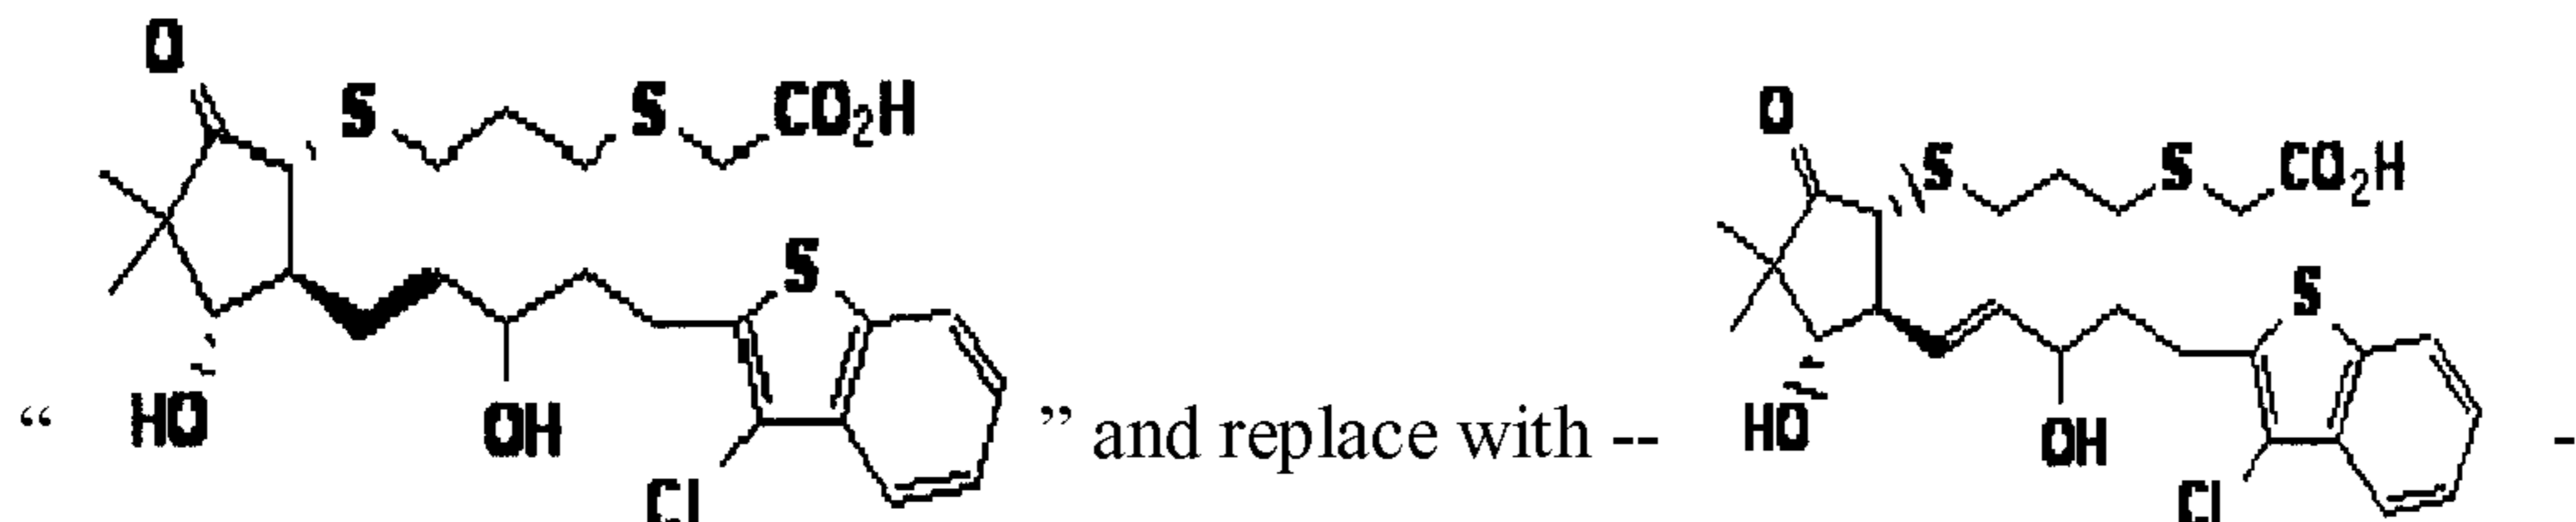 O
S S CO₂H
O
S S CO₂H
S
S
“ HO OH ” and replace with -- HO OH -
Cl
Cl